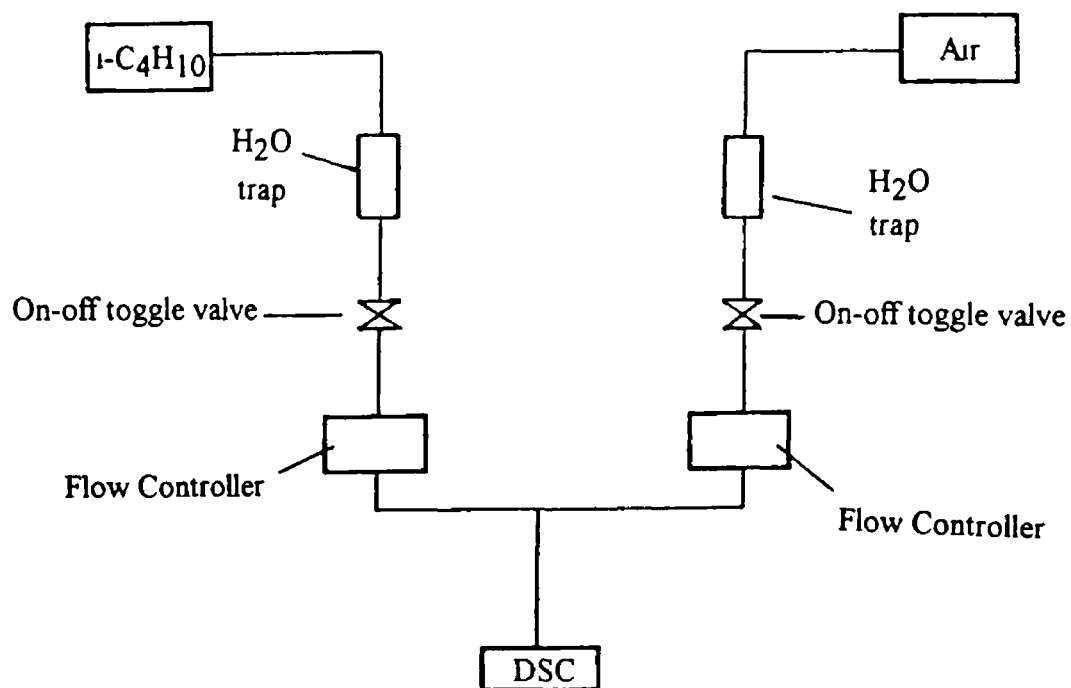 i-C4H10
Air
H2O
trap
H2O
trap
On-off toggle valve
On-off toggle valve
Flow Controller
Flow Controller
DSC